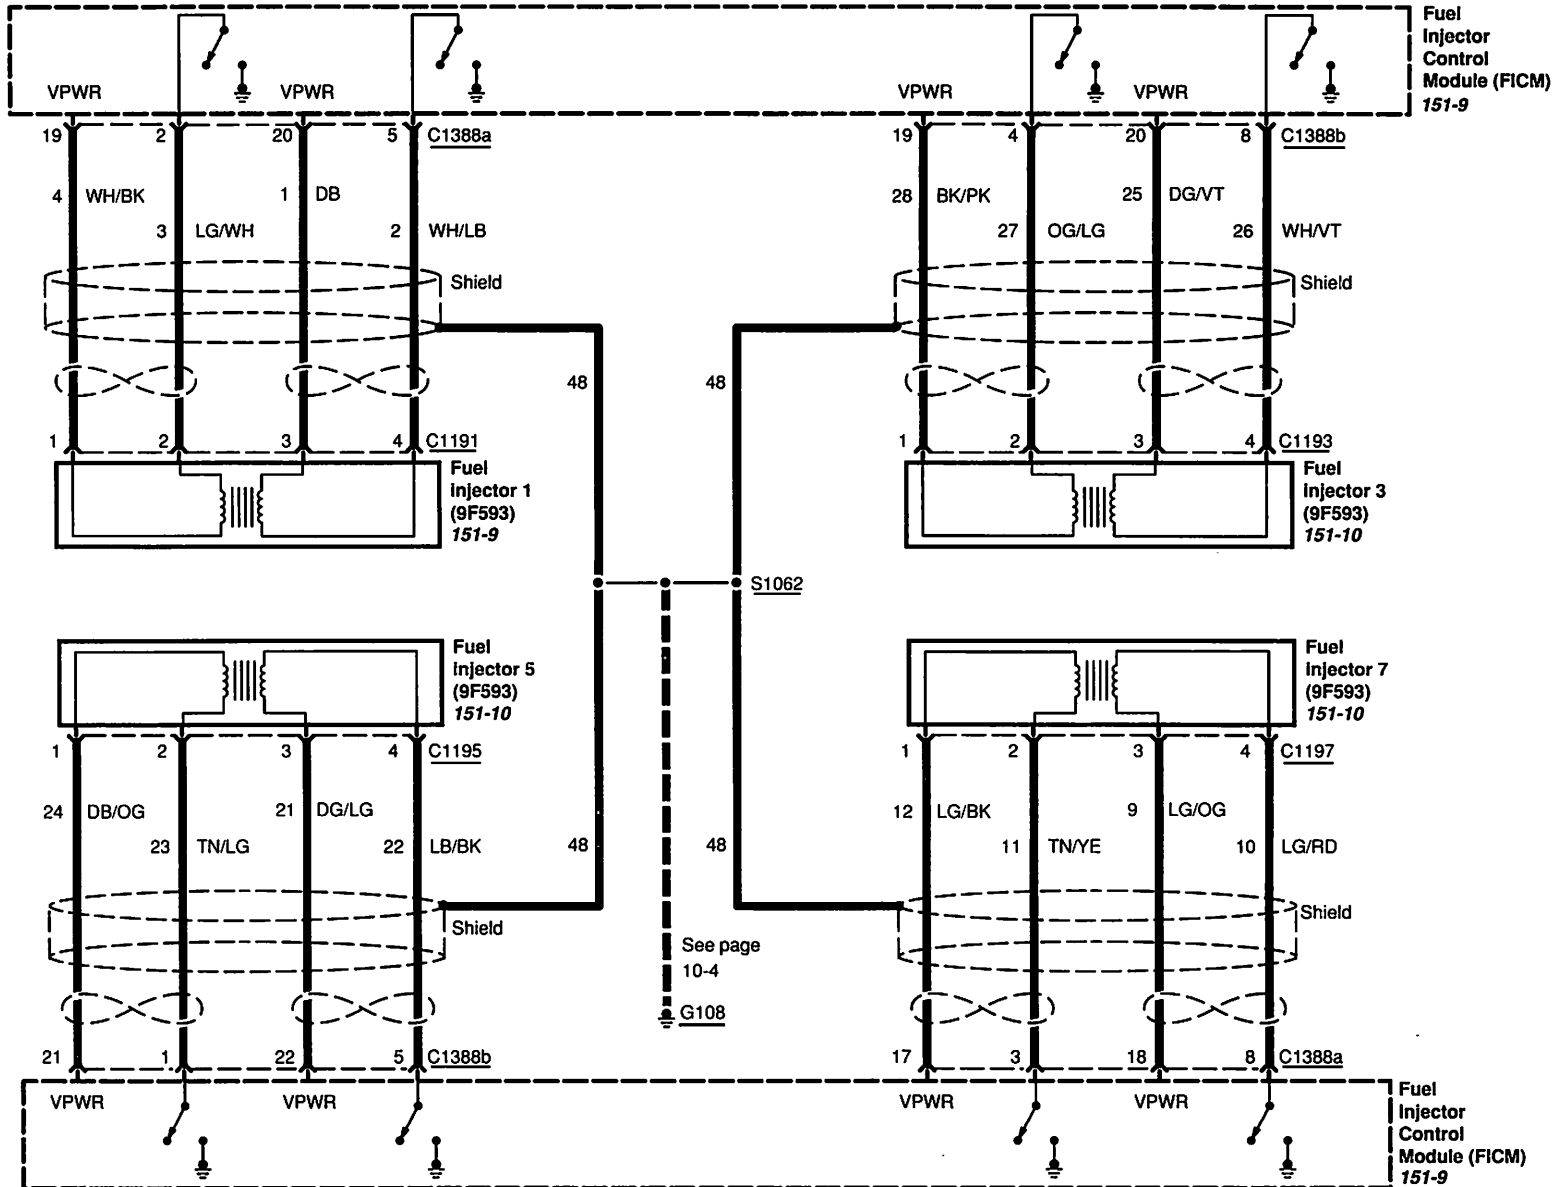 Fuel
Injector
Control
Module (FICM)
151-9
VPWR VPWR VPWR VPWR
19 2 20 5 C1388a 19 4 20 8 C1388b
4 WH/BK 1 DB 28 BK/PK 25 DG/VT
3 LG/WH 2 WH/LB 27 OG/LG 26 WH/VT
Shield Shield
48 48
1 2 3 4 C1191 1 2 3 4 C1193
Fuel
injector 1
(9F593)
151-9
Fuel
injector 3
(9F593)
151-10
S1062
Fuel
injector 5
(9F593)
151-10
Fuel
injector 7
(9F593)
151-10
1 2 3 4 C1195 1 2 3 4 C1197
24 DB/OG 21 DG/LG 12 LG/BK 9 LG/OG
23 TN/LG 22 LB/BK 48 48 11 TN/YE 10 LG/RD
Shield Shield
See page
10-4
G108
21 1 22 5 C1388b 17 3 18 8 C1388a
VPWR VPWR VPWR VPWR
Fuel
Injector
Control
Module (FICM)
151-9